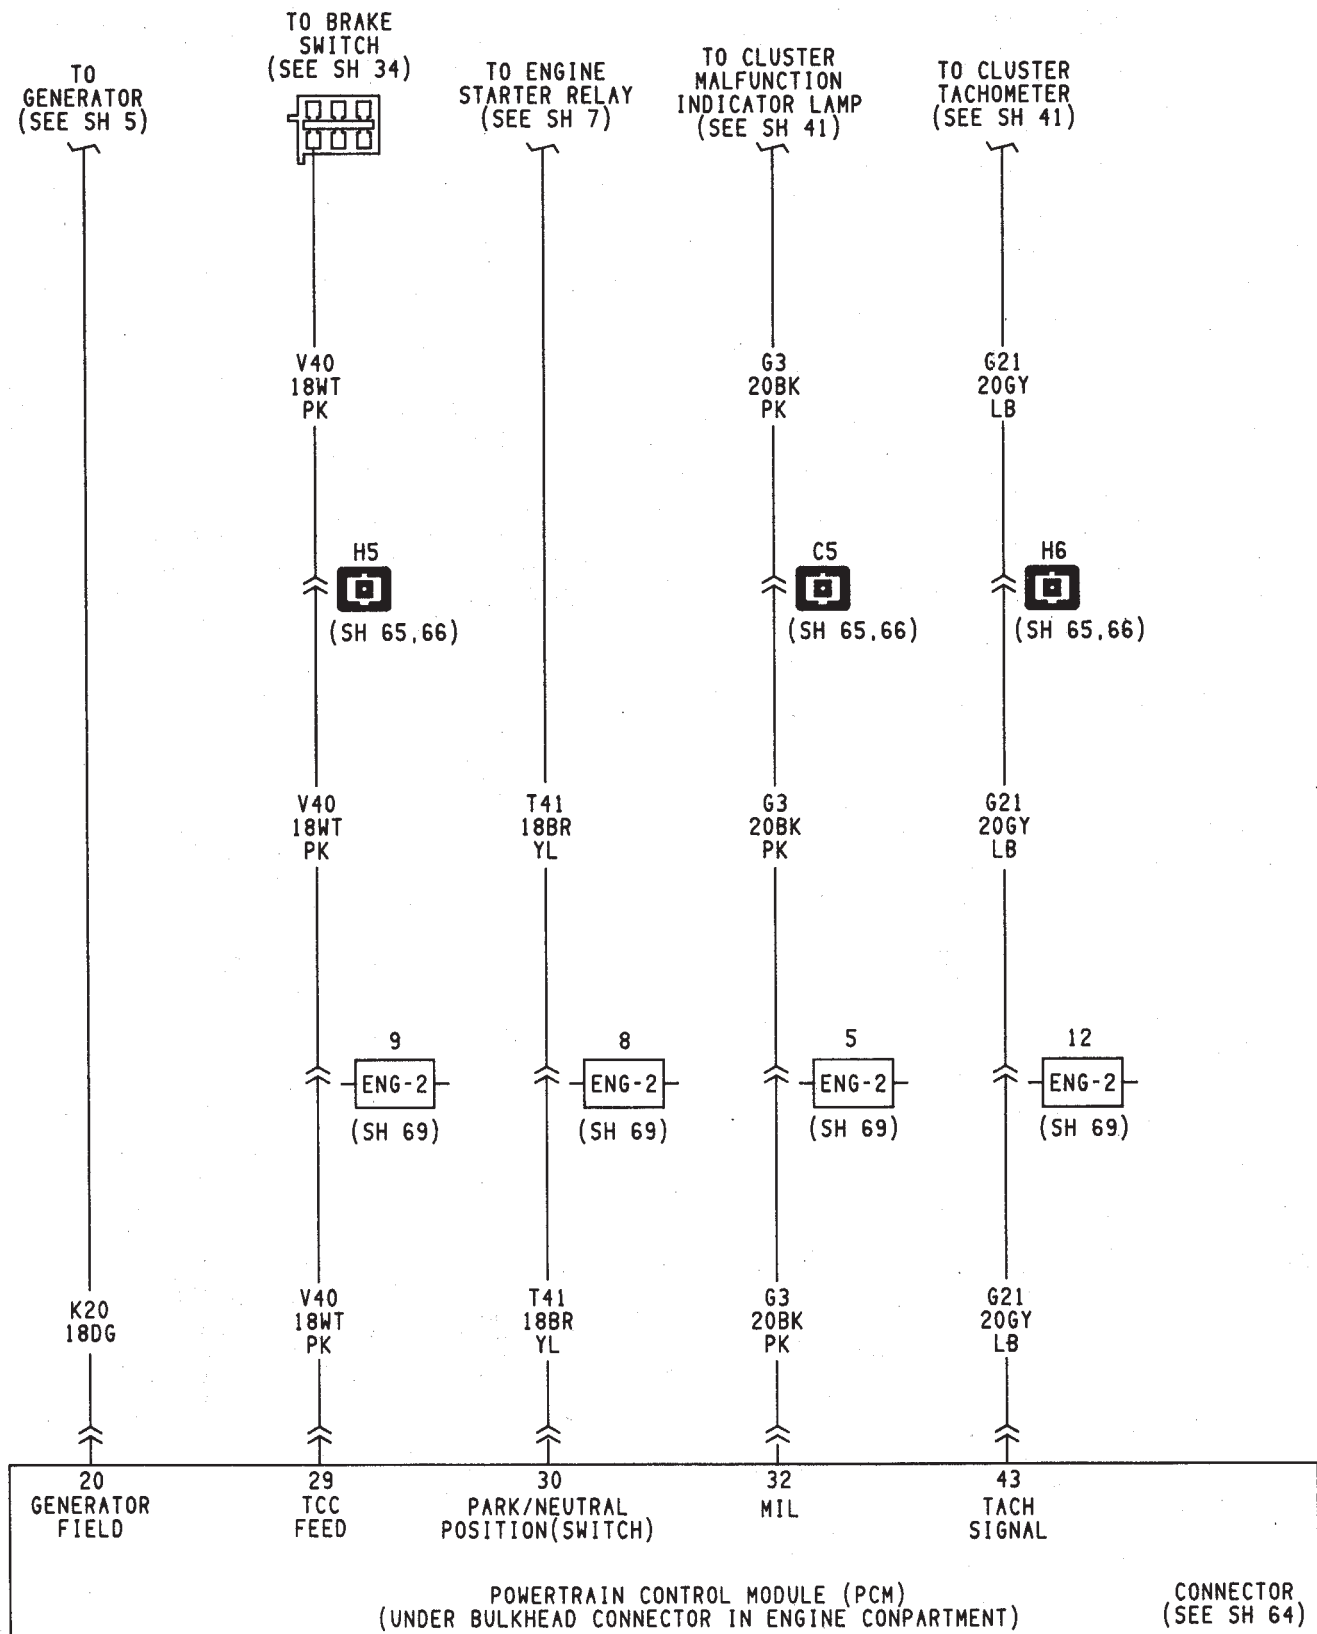 TO
GENERATOR
(SEE SH 5)
TO BRAKE
SWITCH
(SEE SH 34)
TO ENGINE
STARTER RELAY
(SEE SH 7)
TO CLUSTER
MALFUNCTION
INDICATOR LAMP
(SEE SH 41)
TO CLUSTER
TACHOMETER
(SEE SH 41)
V40
18WT
PK
G3
20BK
PK
G21
20GY
LB
H5
(SH 65,66)
C5
(SH 65,66)
H6
(SH 65,66)
V40
18WT
PK
T41
18BR
YL
G3
20BK
PK
G21
20GY
LB
9
ENG-2
(SH 69)
8
ENG-2
(SH 69)
5
ENG-2
(SH 69)
12
ENG-2
(SH 69)
K20
18DG
V40
18WT
PK
T41
18BR
YL
G3
20BK
PK
G21
20GY
LB
20
GENERATOR
FIELD
29
TCC
FEED
30
PARK/NEUTRAL
POSITION(SWITCH)
32
MIL
43
TACH
SIGNAL
POWERTRAIN CONTROL MODULE (PCM)
(UNDER BULKHEAD CONNECTOR IN ENGINE CONPARTMENT)
CONNECTOR
(SEE SH 64)